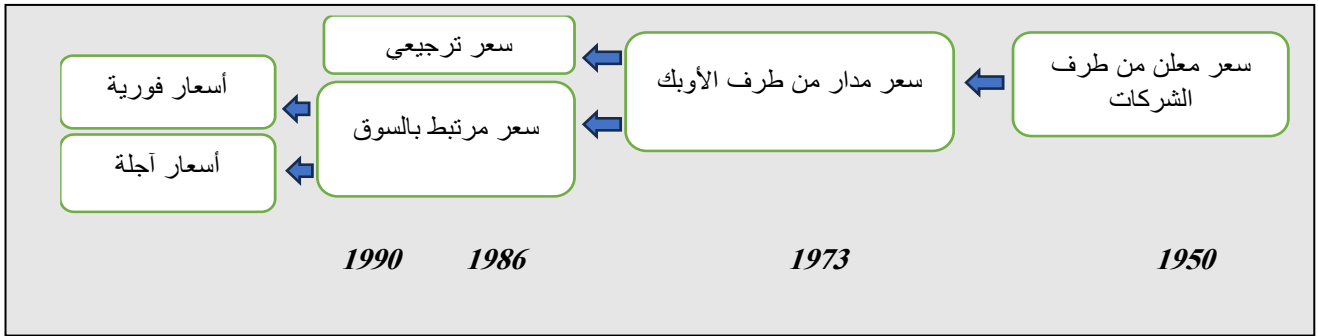 سعر معلن من طرف
الشركات
سعر مدار من طرف الأوبك
سعر ترجيعي
سعر مرتبط بالسوق
أسعار فورية
أسعار آجلة
1950
1973
1986
1990